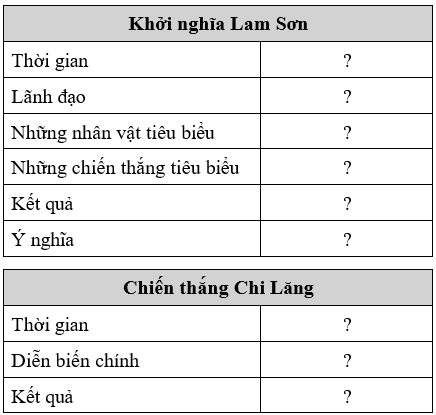 Khởi nghĩa Lam Sơn
Thời gian ?
Lãnh đạo ?
Những nhân vật tiêu biểu ?
Những chiến thắng tiêu biểu ?
Kết quả ?
Ý nghĩa ?
Chiến thắng Chi Lăng
Thời gian ?
Diễn biến chính ?
Kết quả ?